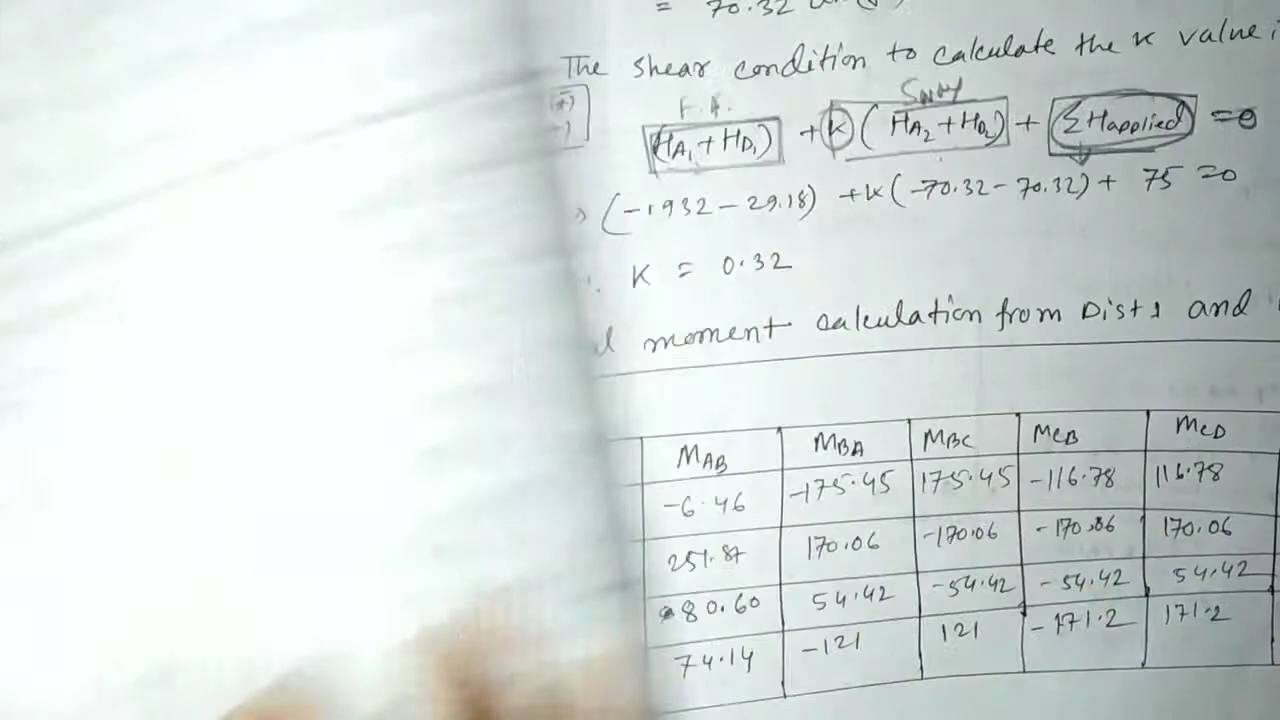 = 70.32
The shear condition to calculate the K value i
(+)
-)
F.A. Sway
(HA1 + HD1) + K (HA2 + HD2) + ΣHapplied = 0
(-1932 - 29.18) + K (-70.32 - 70.32) + 75 = 0
K = 0.32
l moment calculation from Dist 1 and
MAB MBA MBC MCB MCD
-6.46 -175.45 175.45 -116.78 116.78
251.87 170.06 -170.06 -170.06 170.06
80.60 54.42 -54.42 -54.42 54.42
74.14 -121 121 -171.2 171.2